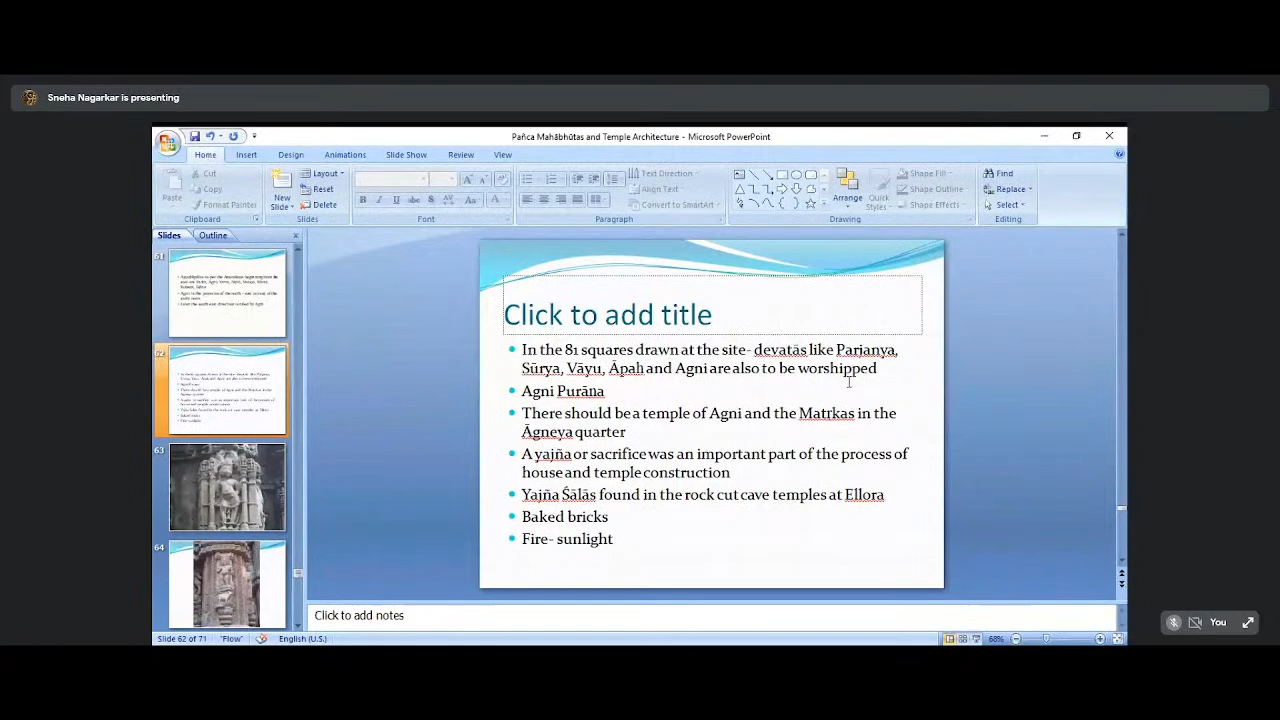 Sneha Nagarkar is presenting
Pañca Mahābhūtas and Temple Architecture - Microsoft PowerPoint
Home Insert Design Animations Slide Show Review View
Paste
Cut
Copy
Format Painter
Clipboard
New
Slide
Layout
Reset
Delete
Slides
Font
Text Direction
Align Text
Convert to SmartArt
Paragraph
Arrange
Quick
Styles
Shape Fill
Shape Outline
Shape Effects
Drawing
Find
Replace
Select
Editing
Slides Outline
61
62
63
64
Click to add title
In the 81 squares drawn at the site- devatās like Parjanya,
Sūrya, Vāyu, Āpah and Agni are also to be worshipped
Agni Purāna
There should be a temple of Agni and the Matrkas in the
Āgneya quarter
A yajña or sacrifice was an important part of the process of
house and temple construction
Yajña Śālās found in the rock cut cave temples at Ellora
Baked bricks
Fire- sunlight
Click to add notes
Slide 62 of 71 "Flow" English (U.S.) 68%
You